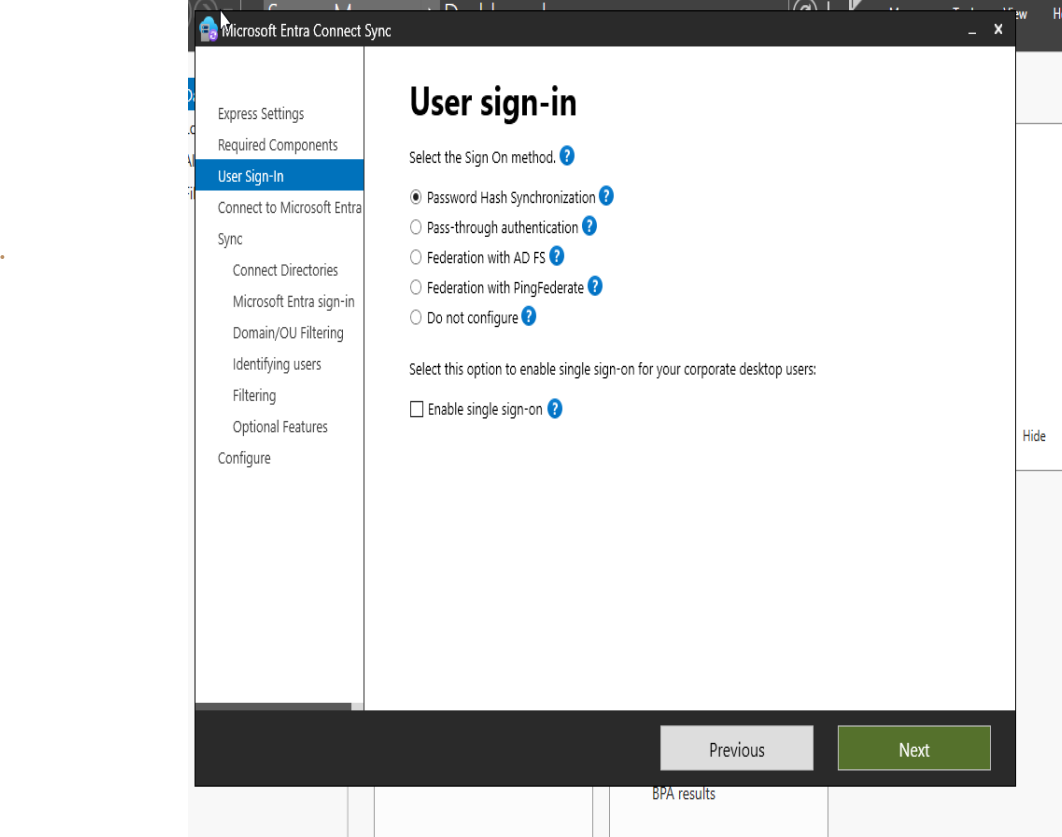 Microsoft Entra Connect Sync
Express Settings
Required Components
User Sign-In
Connect to Microsoft Entra
Sync
Connect Directories
Microsoft Entra sign-in
Domain/OU Filtering
Identifying users
Filtering
Optional Features
Configure
User sign-in
Select the Sign On method. ?
Password Hash Synchronization ?
Pass-through authentication ?
Federation with AD FS ?
Federation with PingFederate ?
Do not configure ?
Select this option to enable single sign-on for your corporate desktop users:
Enable single sign-on ?
Hide
Previous
Next
BPA results